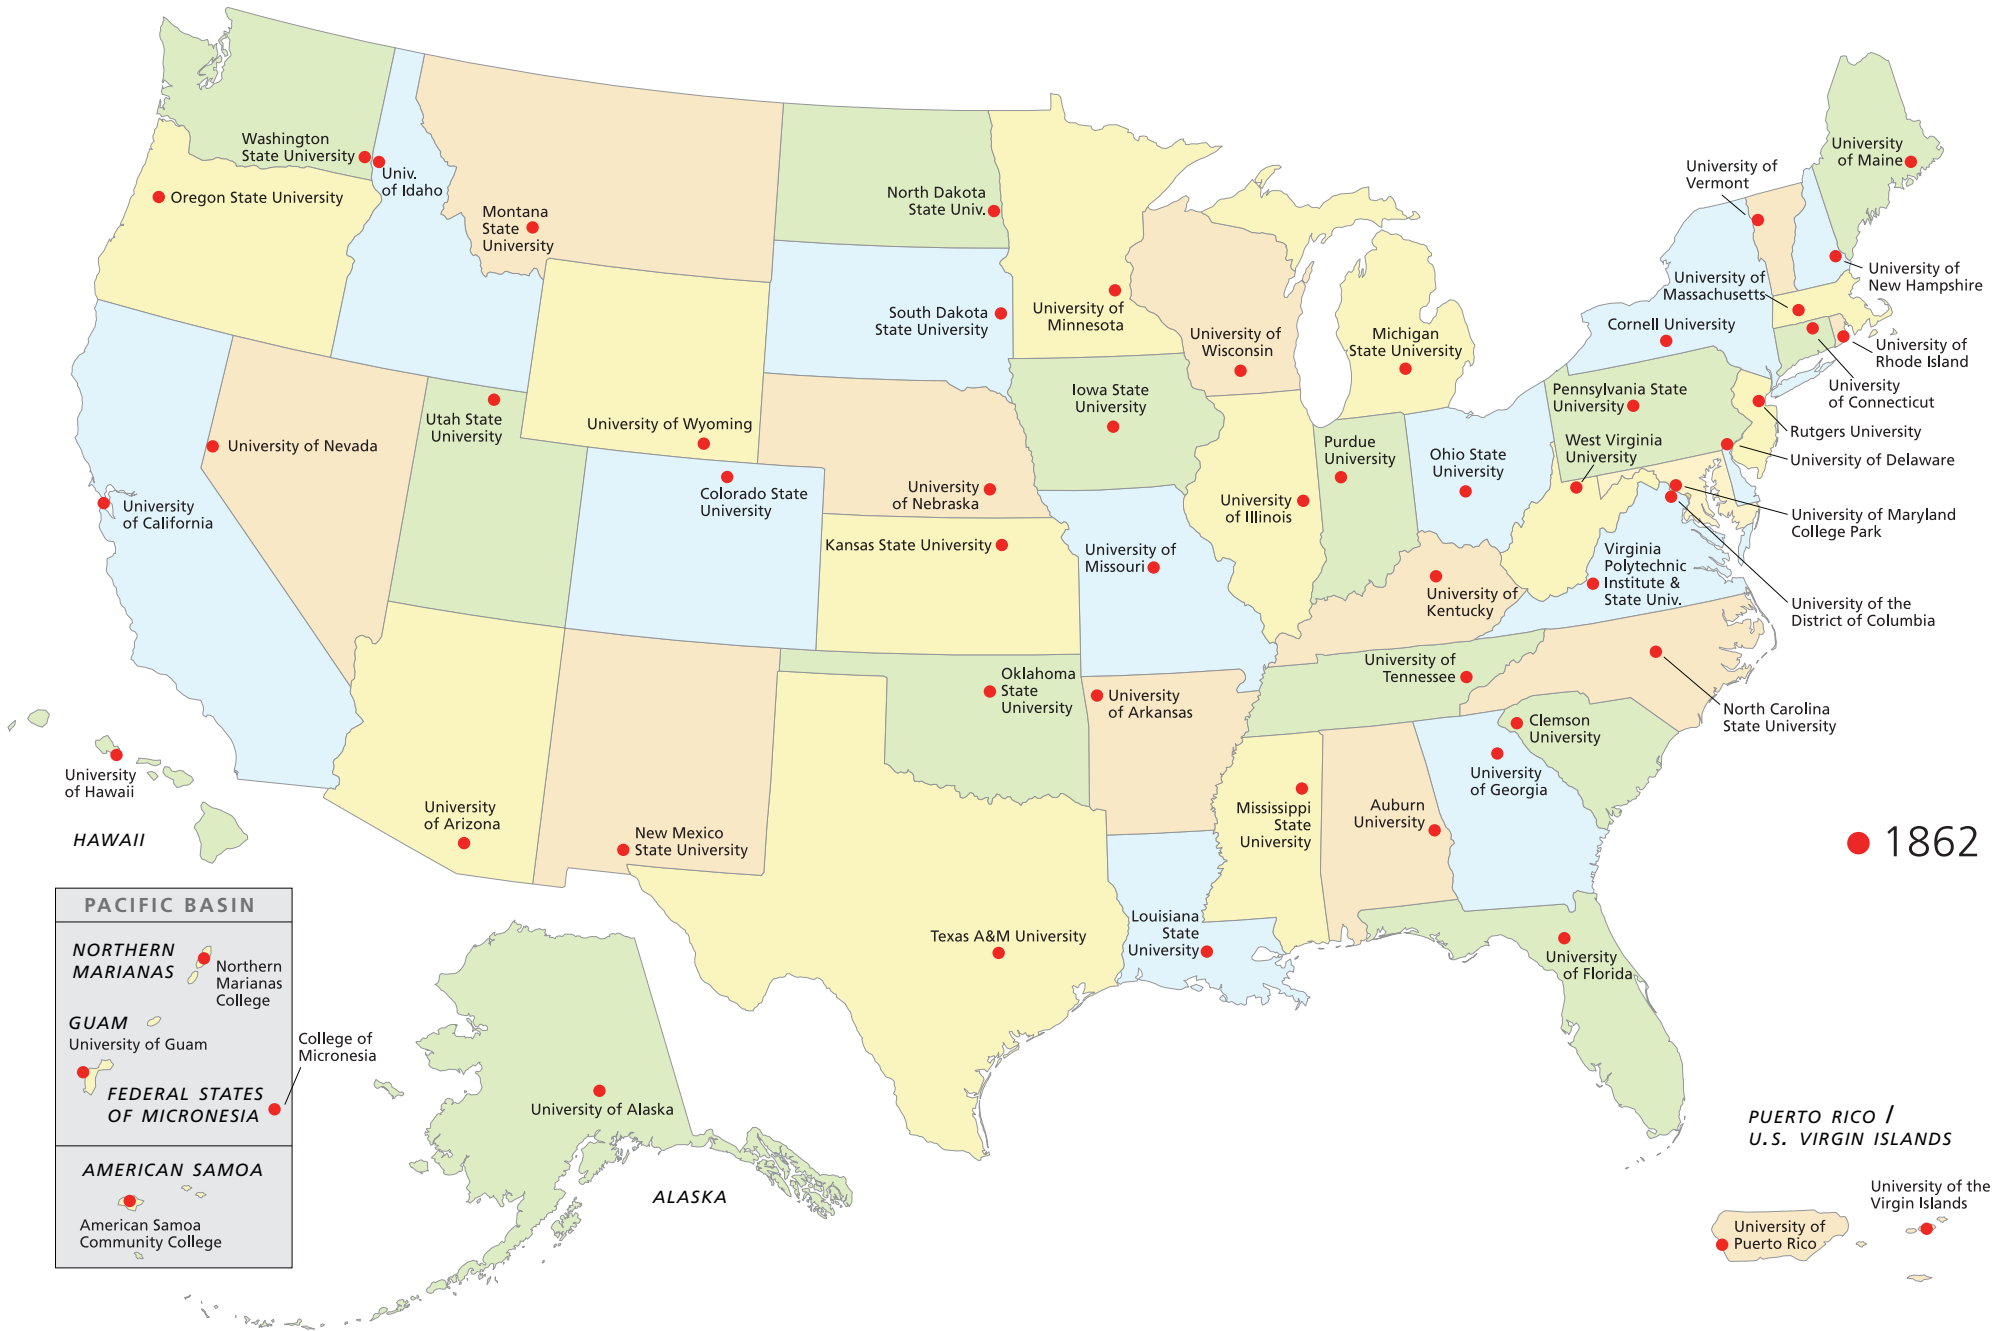 Washington
State University
Univ.
of Idaho
Oregon State University
Montana
State
University
North Dakota
State Univ.
South Dakota
State University
University of
Minnesota
University of
Wisconsin
Michigan
State University
University of
Vermont
University
of Maine
University of
New Hampshire
University of
Massachusetts
Cornell University
University of
Rhode Island
University
of Connecticut
Pennsylvania State
University
Rutgers University
University of Delaware
West Virginia
University
University of Maryland
College Park
University of the
District of Columbia
Virginia
Polytechnic
Institute &
State Univ.
Iowa State
University
Utah State
University
University of Wyoming
University of Nevada
University
of California
Colorado State
University
University
of Nebraska
Kansas State University
University of
Missouri
University
of Illinois
Purdue
University
Ohio State
University
University of
Kentucky
University of
Tennessee
North Carolina
State University
Clemson
University
University
of Georgia
Oklahoma
State
University
University
of Arkansas
Mississippi
State
University
Auburn
University
University
of Arizona
New Mexico
State University
Texas A&M University
Louisiana
State
University
University
of Florida
University
of Hawaii
HAWAII
1862
PACIFIC BASIN
NORTHERN
MARIANAS
Northern
Marianas
College
GUAM
University of Guam
FEDERAL STATES
OF MICRONESIA
College of
Micronesia
AMERICAN SAMOA
American Samoa
Community College
University of Alaska
ALASKA
PUERTO RICO /
U.S. VIRGIN ISLANDS
University of the
Virgin Islands
University of
Puerto Rico